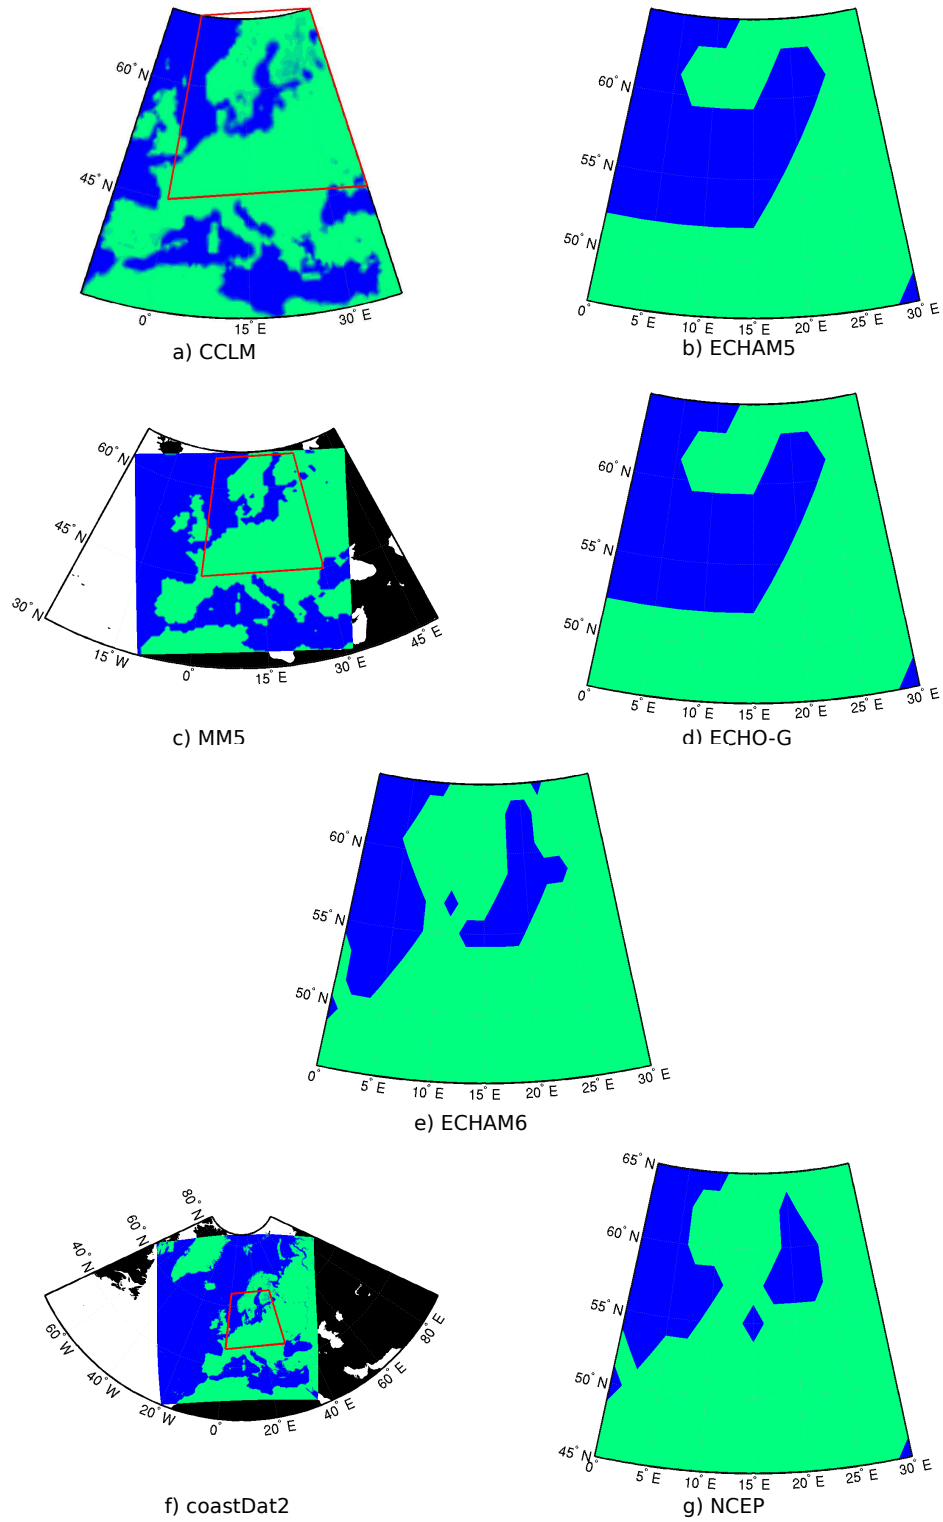 60° N
45° N
0°
15° E
30° E
a) CCLM
60° N
55° N
50° N
0°
5° E
10° E
15° E
20° E
25° E
30° E
b) ECHAM5
60° N
45° N
30° N
15° W
0°
15° E
30° E
45° E
c) MM5
60° N
55° N
50° N
0°
5° E
10° E
15° E
20° E
25° E
30° E
d) ECHO-G
60° N
55° N
50° N
0°
5° E
10° E
15° E
20° E
25° E
30° E
e) ECHAM6
80° N
60° N
40° N
60° W
40° W
20° W
0°
20° E
40° E
60° E
80° E
f) coastDat2
65° N
60° N
55° N
50° N
45° N
0°
5° E
10° E
15° E
20° E
25° E
30° E
g) NCEP